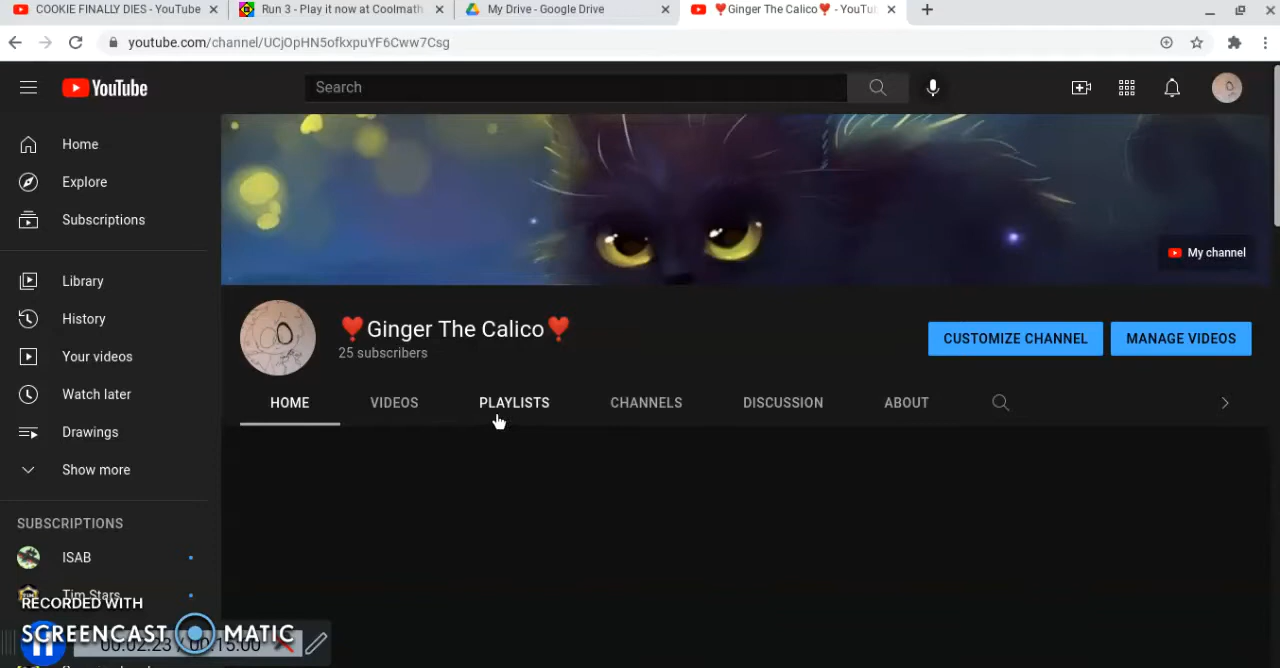 COOKIE FINALLY DIES - YouTube
Run 3 - Play it now at Coolmath
My Drive - Google Drive
❣Ginger The Calico❣ - YouTu
youtube.com/channel/UCjOpHN5ofkxpuYF6Cww7Csg
YouTube
Search
Home
Explore
Subscriptions
Library
History
Your videos
Watch later
Drawings
Show more
SUBSCRIPTIONS
ISAB
Tim Stars
My channel
❣Ginger The Calico❣
25 subscribers
CUSTOMIZE CHANNEL
MANAGE VIDEOS
HOME VIDEOS PLAYLISTS CHANNELS DISCUSSION ABOUT
RECORDED WITH
SCREENCAST MATIC
00:02:23 / 00:15:00